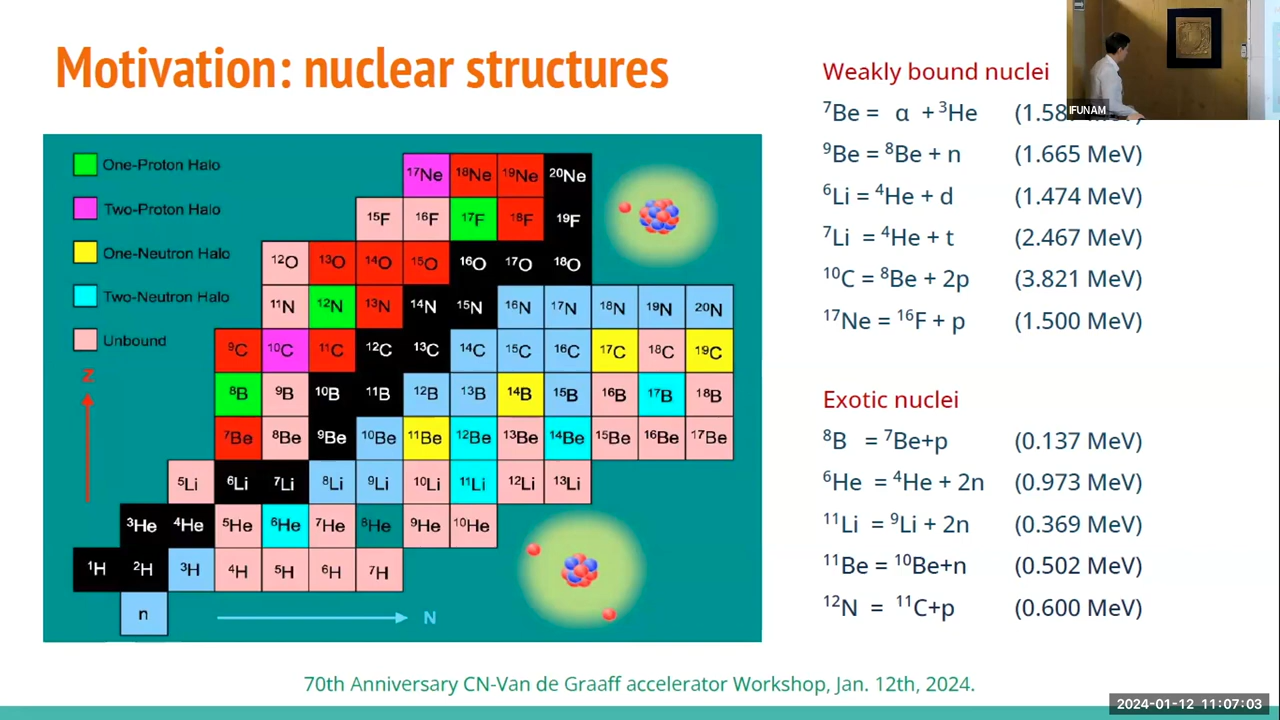 Motivation: nuclear structures
One-Proton Halo
Two-Proton Halo
One-Neutron Halo
Two-Neutron Halo
Unbound
Z
¹⁷Ne ¹⁸Ne ¹⁹Ne ²⁰Ne
¹⁵F ¹⁶F ¹⁷F ¹⁸F ¹⁹F
¹²O ¹³O ¹⁴O ¹⁵O ¹⁶O ¹⁷O ¹⁸O
¹¹N ¹²N ¹³N ¹⁴N ¹⁵N ¹⁶N ¹⁷N ¹⁸N ¹⁹N ²⁰N
⁹C ¹⁰C ¹¹C ¹²C ¹³C ¹⁴C ¹⁵C ¹⁶C ¹⁷C ¹⁸C ¹⁹C
⁸B ⁹B ¹⁰B ¹¹B ¹²B ¹³B ¹⁴B ¹⁵B ¹⁶B ¹⁷B ¹⁸B
⁷Be ⁸Be ⁹Be ¹⁰Be ¹¹Be ¹²Be ¹³Be ¹⁴Be ¹⁵Be ¹⁶Be ¹⁷Be
⁵Li ⁶Li ⁷Li ⁸Li ⁹Li ¹⁰Li ¹¹Li ¹²Li ¹³Li
³He ⁴He ⁵He ⁶He ⁷He ⁸He ⁹He ¹⁰He
¹H ²H ³H ⁴H ⁵H ⁶H ⁷H
n
N
Weakly bound nuclei
⁷Be = α + ³He (1.58
⁹Be = ⁸Be + n (1.665 MeV)
⁶Li = ⁴He + d (1.474 MeV)
⁷Li = ⁴He + t (2.467 MeV)
¹⁰C = ⁸Be + 2p (3.821 MeV)
¹⁷Ne = ¹⁶F + p (1.500 MeV)
Exotic nuclei
⁸B = ⁷Be+p (0.137 MeV)
⁶He = ⁴He + 2n (0.973 MeV)
¹¹Li = ⁹Li + 2n (0.369 MeV)
¹¹Be = ¹⁰Be+n (0.502 MeV)
¹²N = ¹¹C+p (0.600 MeV)
IFUNAM
70th Anniversary CN-Van de Graaff accelerator Workshop, Jan. 12th, 2024.
2024-01-12 11:07:03